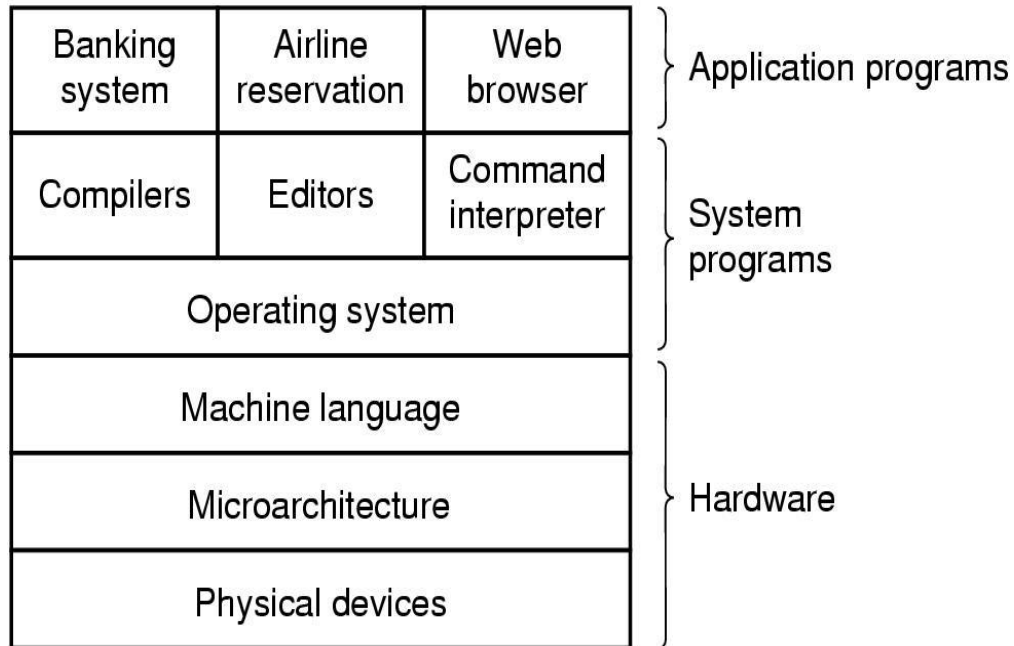 Banking
system
Airline
reservation
Web
browser
Application programs
Compilers
Editors
Command
interpreter
System
programs
Operating system
Machine language
Microarchitecture
Hardware
Physical devices